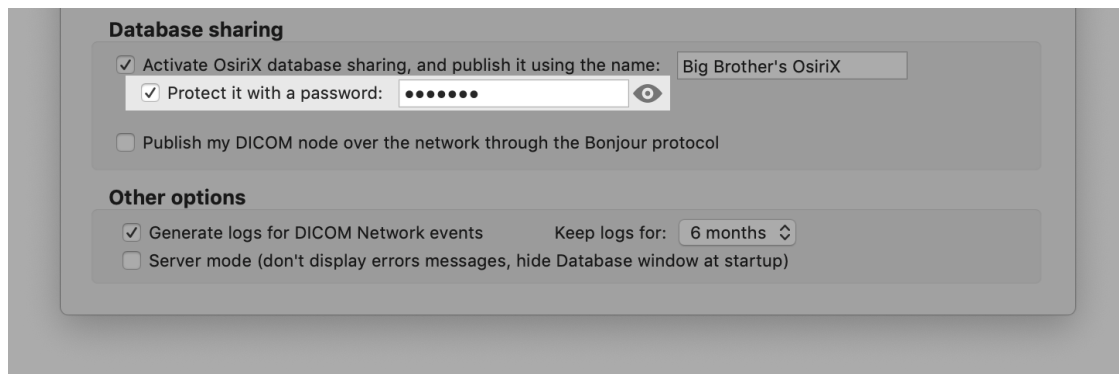 Database sharing
Activate OsiriX database sharing, and publish it using the name: Big Brother's OsiriX
Protect it with a password: •••••••
Publish my DICOM node over the network through the Bonjour protocol
Other options
Generate logs for DICOM Network events Keep logs for: 6 months
Server mode (don't display errors messages, hide Database window at startup)